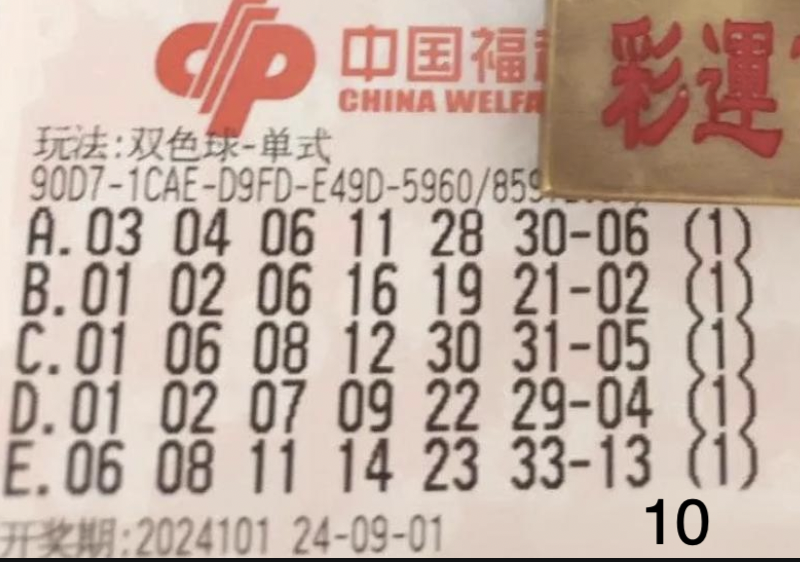 中国福
CHINA WELFA
彩運
玩法:双色球-单式
90D7-1CAE-D9FD-E49D-5960/859
A.03 04 06 11 28 30-06 (1)
B.01 02 06 16 19 21-02 (1)
C.01 06 08 12 30 31-05 (1)
D.01 02 07 09 22 29-04 (1)
E.06 08 11 14 23 33-13 (1)
开奖期:2024101 24-09-01
10